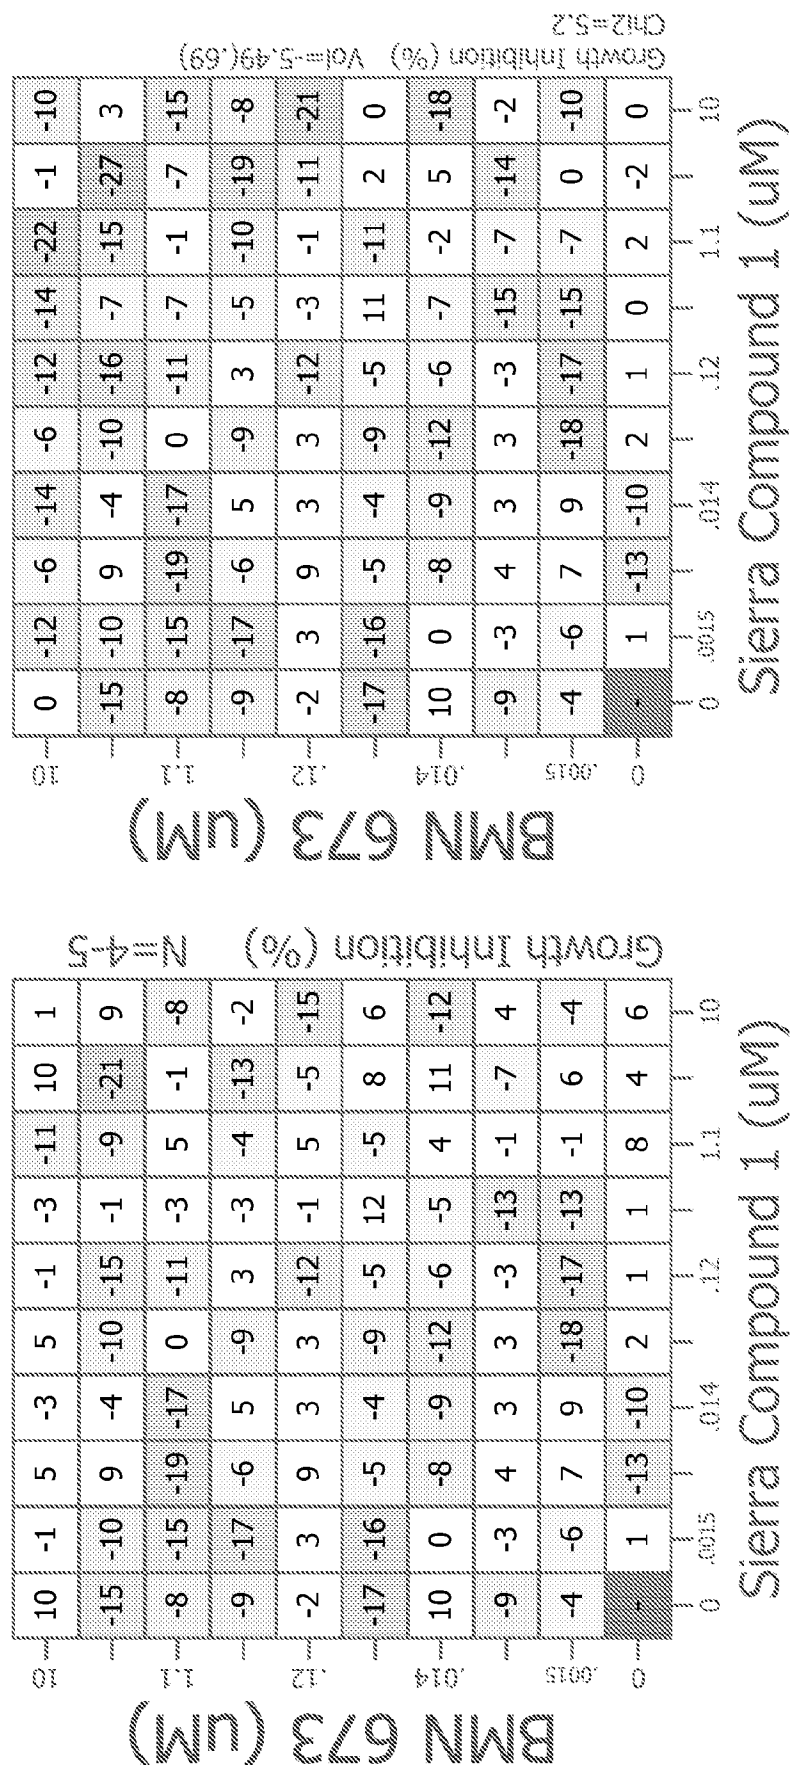 BMN 673 (uM)
10 10 -1 5 -3 5 -1 -3 -11 10 1
-15 -10 9 -4 -10 -15 -1 -9 -21 9
1.1 -8 -15 -19 -17 0 -11 -3 5 -1 -8
-9 -17 -6 5 -9 3 -3 -4 -13 -2
.12 -2 3 9 3 3 -12 -1 5 -5 -15
-17 -16 -5 -4 -9 -5 12 -5 8 6
.014 10 0 -8 -9 -12 -6 -5 4 11 -12
-9 -3 4 3 3 -3 -13 -1 -7 4
.0015 -4 -6 7 9 -18 -17 -13 -1 6 -4
0 - 1 -13 -10 2 1 1 8 4 6
0 .0015 .014 .12 1.1 10
Sierra Compound 1 (uM)
Growth Inhibition (%) N=4-5
BMN 673 (uM)
10 0 -12 -6 -14 -6 -12 -14 -22 -1 -10
-15 -10 9 -4 -10 -16 -7 -15 -27 3
1.1 -8 -15 -19 -17 0 -11 -7 -1 -7 -15
-9 -17 -6 5 -9 3 -5 -10 -19 -8
.12 -2 3 9 3 3 -12 -3 -1 -11 -21
-17 -16 -5 -4 -9 -5 11 -11 2 0
.014 10 0 -8 -9 -12 -6 -7 -2 5 -18
-9 -3 4 3 3 -3 -15 -7 -14 -2
.0015 -4 -6 7 9 -18 -17 -15 -7 0 -10
0 - 1 -13 -10 2 1 0 2 -2 0
0 .0015 .014 .12 1.1 10
Sierra Compound 1 (uM)
Growth Inhibition (%) Vol=-5.49(.69)
Chi2=5.2